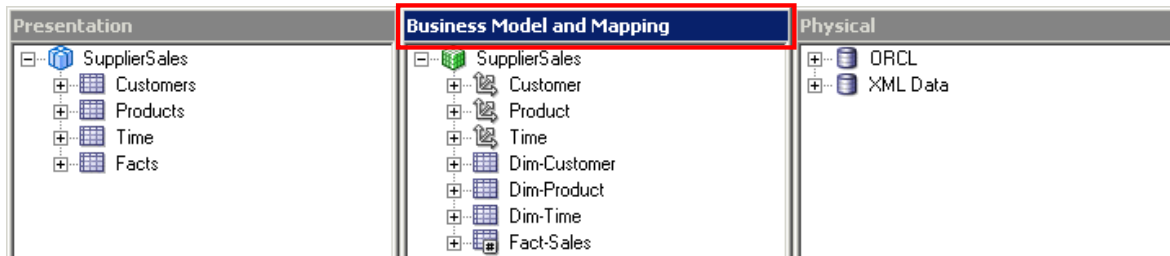 Presentation
SupplierSales
Customers
Products
Time
Facts
Business Model and Mapping
SupplierSales
Customer
Product
Time
Dim-Customer
Dim-Product
Dim-Time
Fact-Sales
Physical
ORCL
XML Data